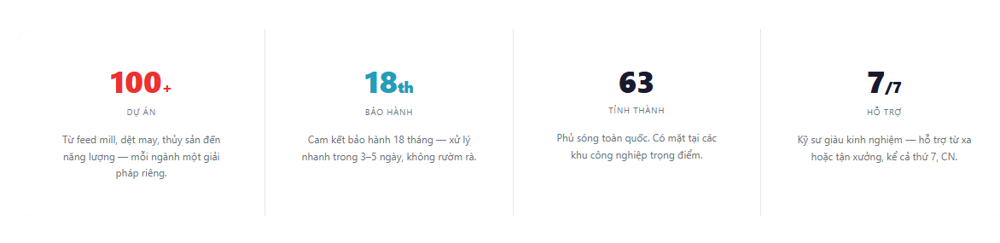 100+
DỰ ÁN
Từ feed mill, dệt may, thủy sản đến
năng lượng — mỗi ngành một giải
pháp riêng.
18th
BẢO HÀNH
Cam kết bảo hành 18 tháng — xử lý
nhanh trong 3–5 ngày, không rườm rà.
63
TỈNH THÀNH
Phủ sóng toàn quốc. Có mặt tại các
khu công nghiệp trọng điểm.
7/7
HỖ TRỢ
Kỹ sư giàu kinh nghiệm — hỗ trợ từ xa
hoặc tận xưởng, kể cả thứ 7, CN.